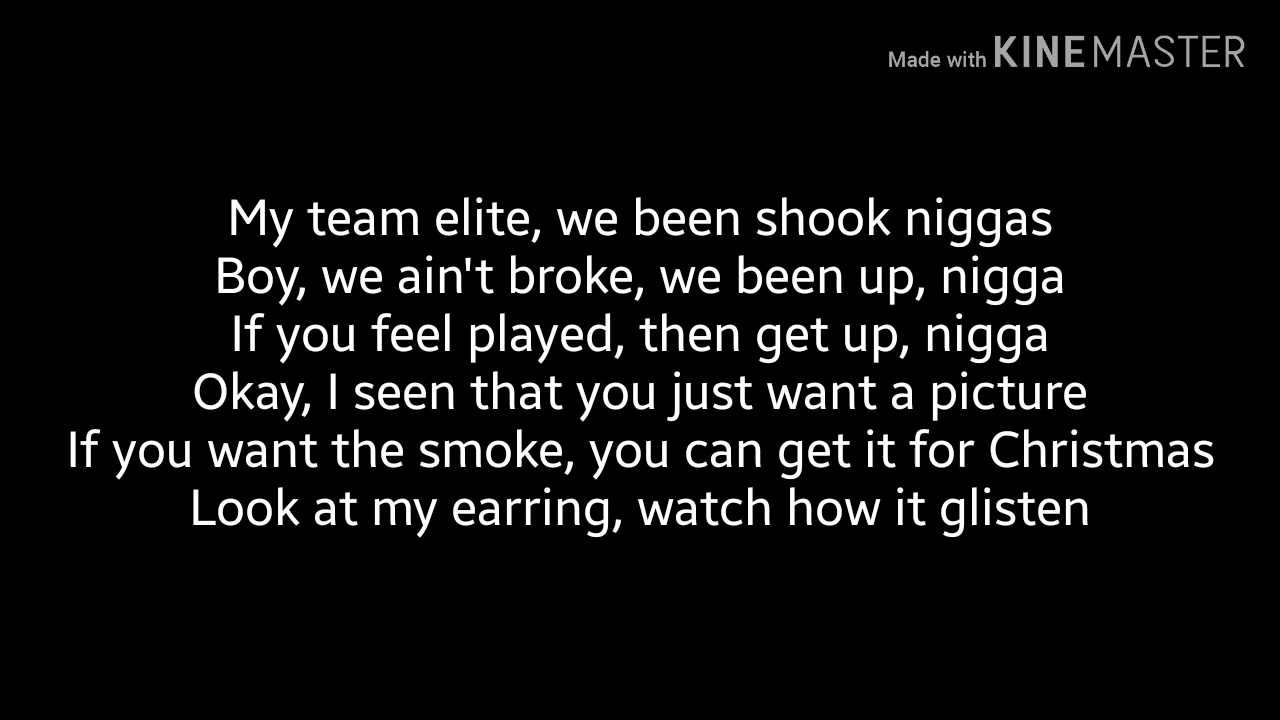 Made with KINEMASTER
My team elite, we been shook niggas
Boy, we ain't broke, we been up, nigga
If you feel played, then get up, nigga
Okay, I seen that you just want a picture
If you want the smoke, you can get it for Christmas
Look at my earring, watch how it glisten